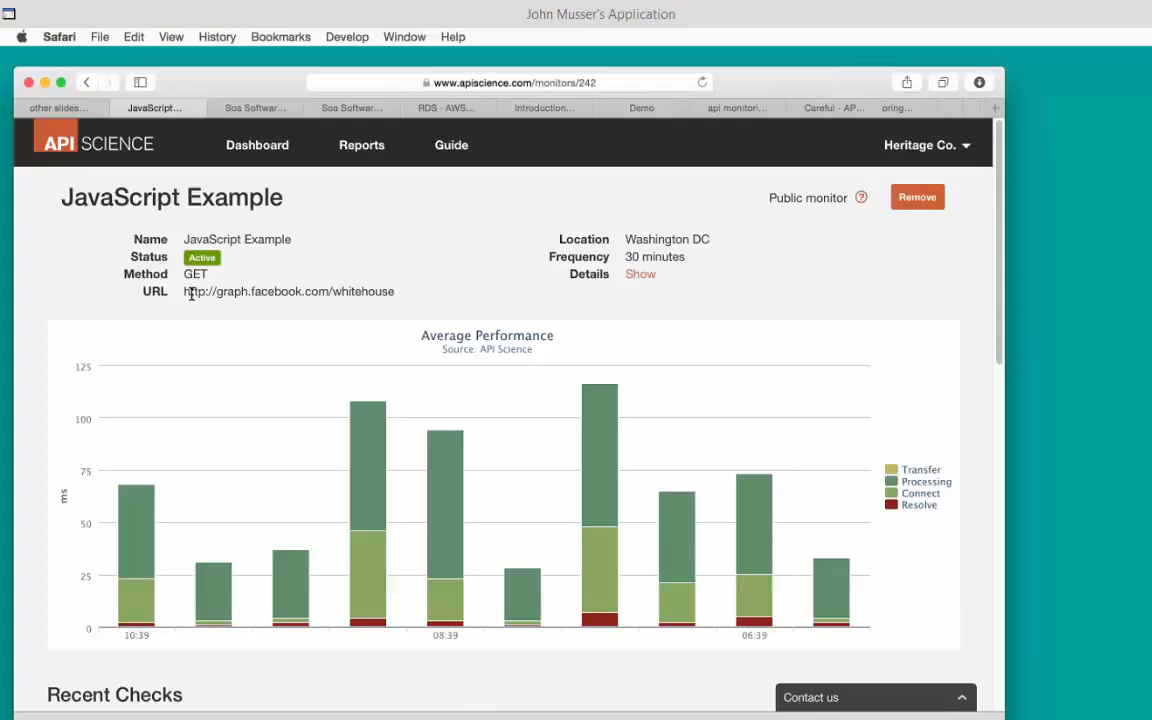 John Musser's Application
Safari File Edit View History Bookmarks Develop Window Help
www.apiscience.com/monitors/242
other slides... JavaScript... Soa Softwar... Soa Softwar... RDS - AWS... Introduction... Demo api monitori... Careful - AP... oring...
API SCIENCE Dashboard Reports Guide Heritage Co.
JavaScript Example Public monitor ? Remove
Name JavaScript Example Location Washington DC
Status Active Frequency 30 minutes
Method GET Details Show
URL http://graph.facebook.com/whitehouse
Average Performance
Source: API Science
125
100
75
50
25
0
ms
10:39 08:39 06:39
Transfer
Processing
Connect
Resolve
Recent Checks
Contact us